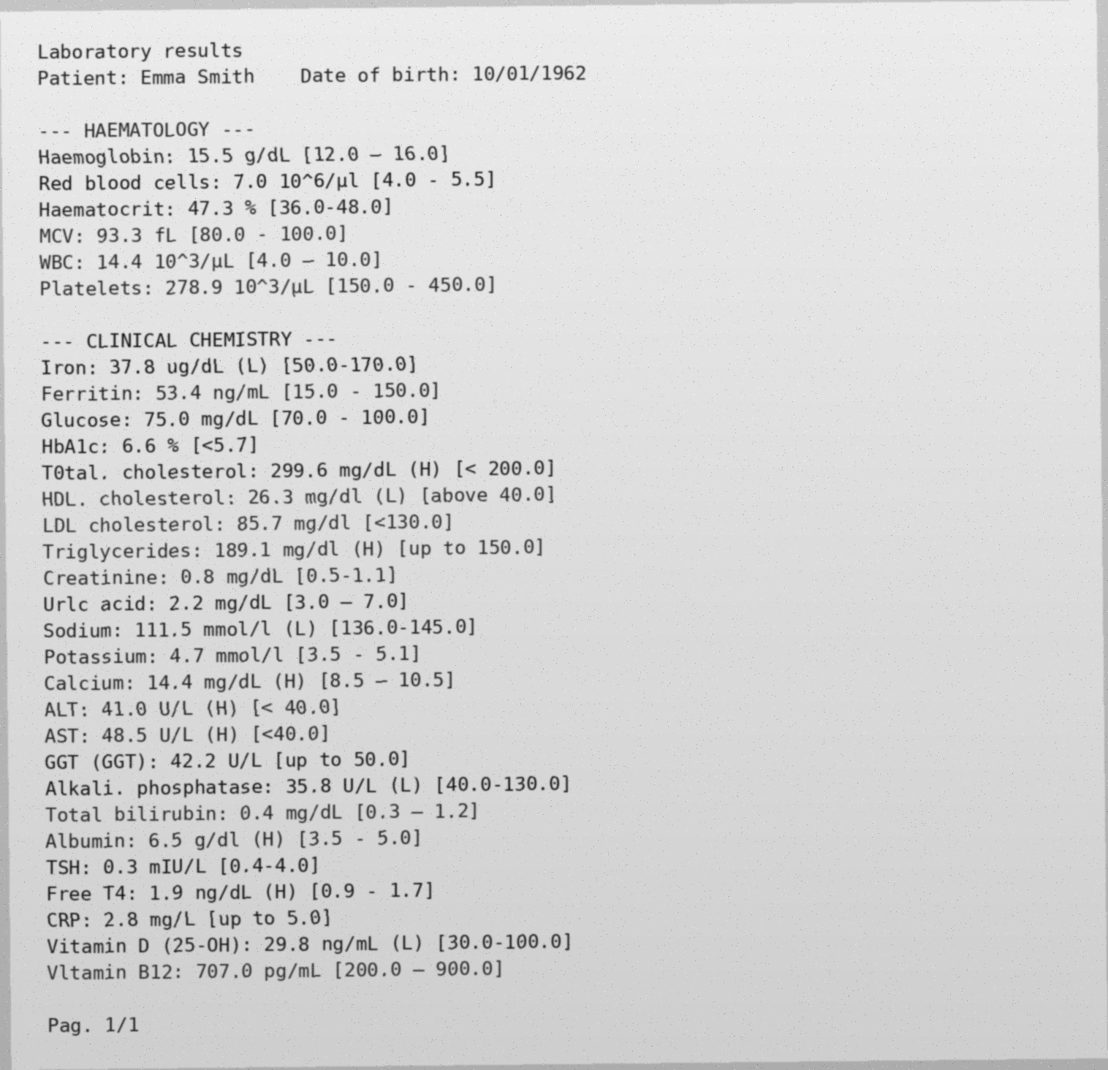 Laboratory results
Patient: Emma Smith    Date of birth: 10/01/1962

--- HAEMATOLOGY ---
Haemoglobin: 15.5 g/dL [12.0 – 16.0]
Red blood cells: 7.0 10^6/µl [4.0 - 5.5]
Haematocrit: 47.3 % [36.0-48.0]
MCV: 93.3 fL [80.0 - 100.0]
WBC: 14.4 10^3/µL [4.0 – 10.0]
Platelets: 278.9 10^3/µL [150.0 - 450.0]

--- CLINICAL CHEMISTRY ---
Iron: 37.8 ug/dL (L) [50.0-170.0]
Ferritin: 53.4 ng/mL [15.0 - 150.0]
Glucose: 75.0 mg/dL [70.0 - 100.0]
HbA1c: 6.6 % [<5.7]
T0tal. cholesterol: 299.6 mg/dL (H) [< 200.0]
HDL. cholesterol: 26.3 mg/dl (L) [above 40.0]
LDL cholesterol: 85.7 mg/dl [<130.0]
Triglycerides: 189.1 mg/dl (H) [up to 150.0]
Creatinine: 0.8 mg/dL [0.5-1.1]
Urlc acid: 2.2 mg/dL [3.0 – 7.0]
Sodium: 111.5 mmol/l (L) [136.0-145.0]
Potassium: 4.7 mmol/l [3.5 - 5.1]
Calcium: 14.4 mg/dL (H) [8.5 – 10.5]
ALT: 41.0 U/L (H) [< 40.0]
AST: 48.5 U/L (H) [<40.0]
GGT (GGT): 42.2 U/L [up to 50.0]
Alkali. phosphatase: 35.8 U/L (L) [40.0-130.0]
Total bilirubin: 0.4 mg/dL [0.3 – 1.2]
Albumin: 6.5 g/dl (H) [3.5 - 5.0]
TSH: 0.3 mIU/L [0.4-4.0]
Free T4: 1.9 ng/dL (H) [0.9 - 1.7]
CRP: 2.8 mg/L [up to 5.0]
Vitamin D (25-OH): 29.8 ng/mL (L) [30.0-100.0]
Vltamin B12: 707.0 pg/mL [200.0 – 900.0]

Pag. 1/1